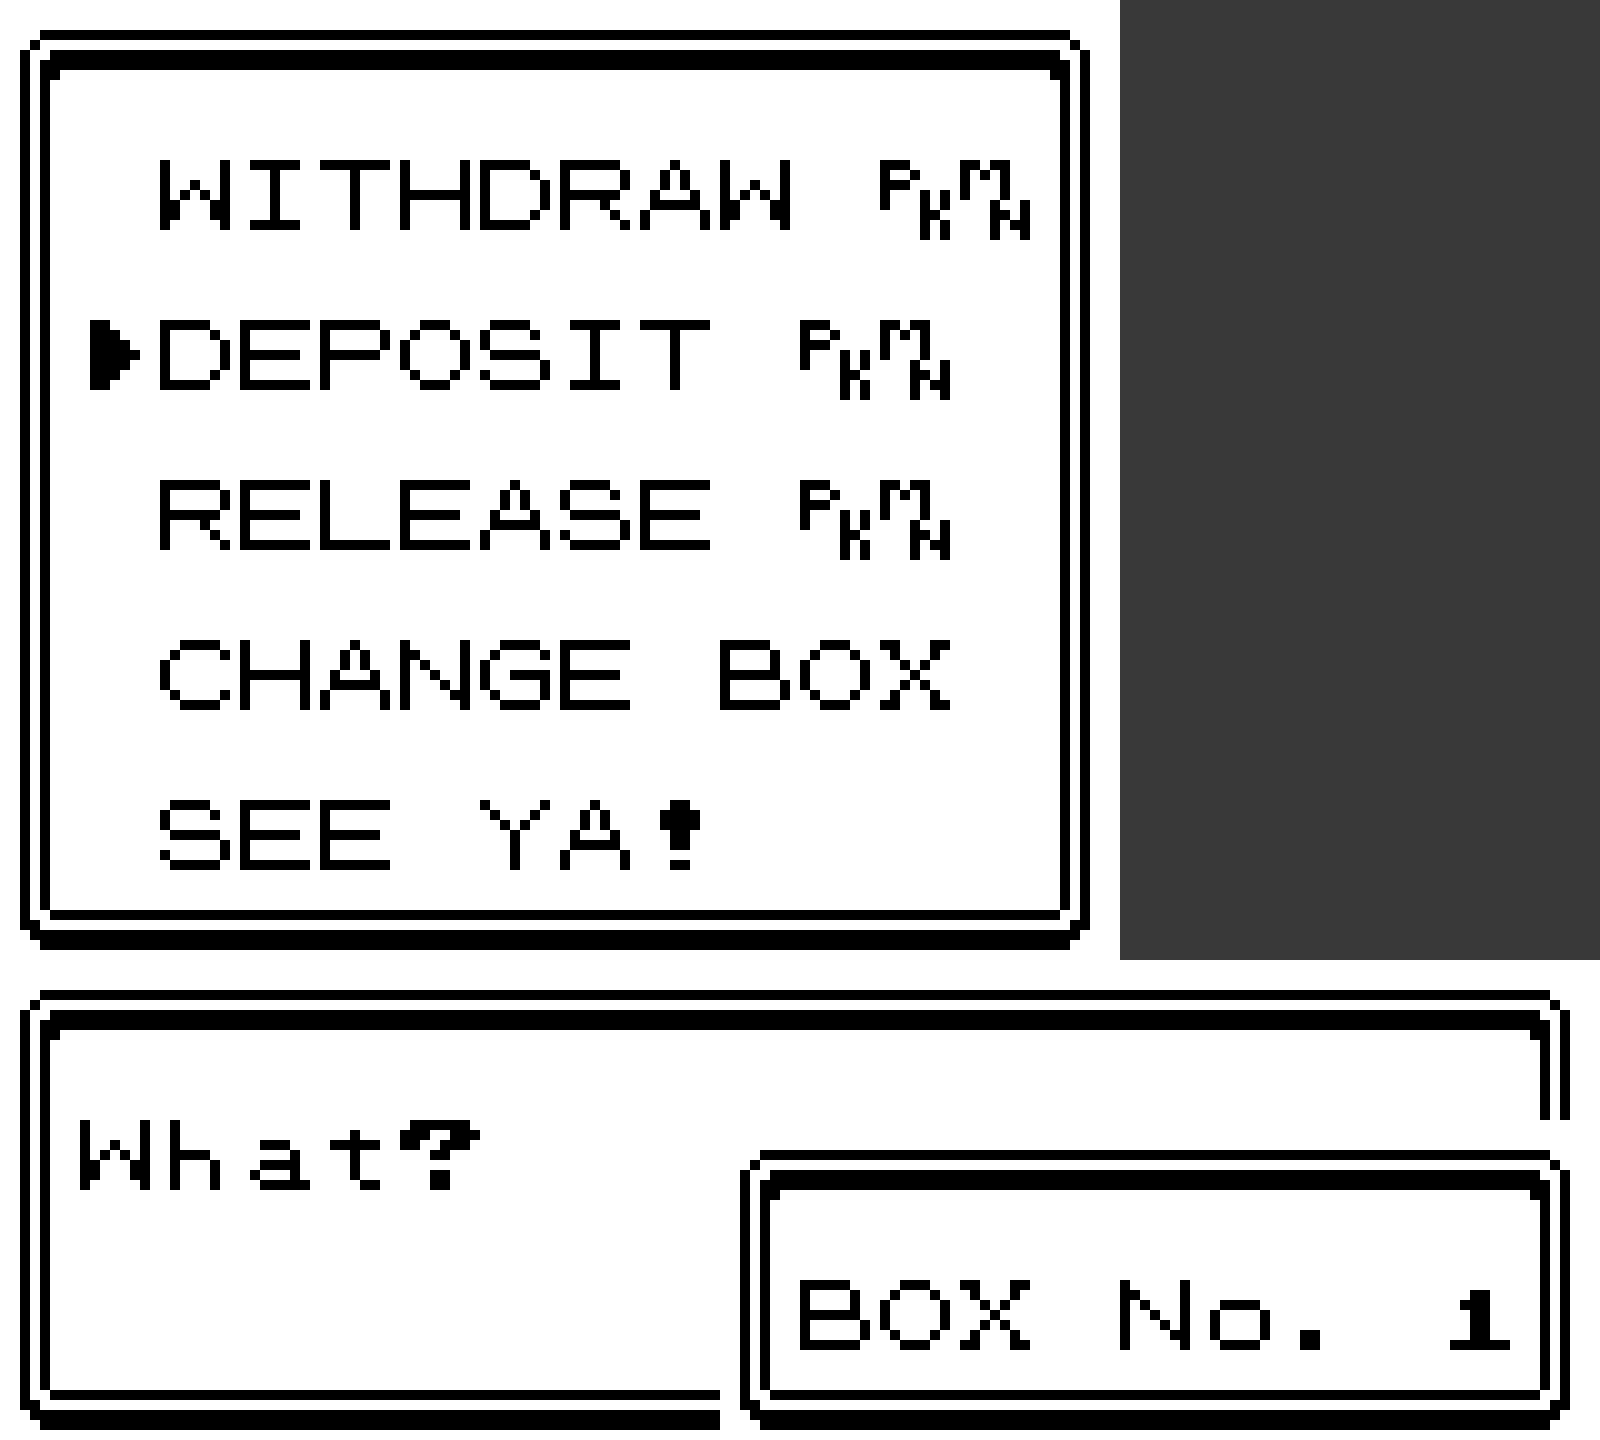 WITHDRAW PKMN
▶DEPOSIT PKMN
RELEASE PKMN
CHANGE BOX
SEE YA!
What?
BOX No. 1